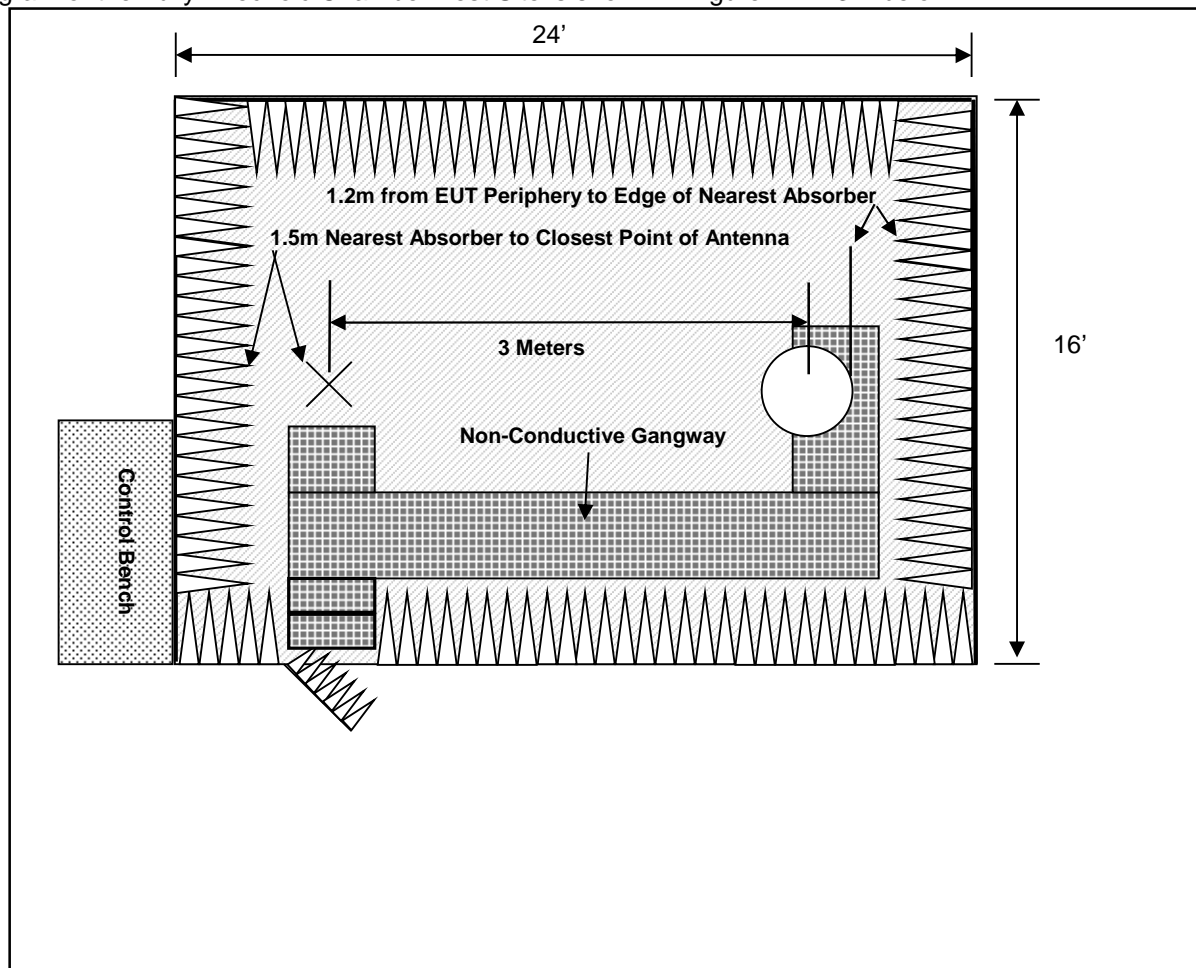 24’
1.2m from EUT Periphery to Edge of Nearest Absorber
1.5m Nearest Absorber to Closest Point of Antenna
3 Meters
16’
Non-Conductive Gangway
Control Bench